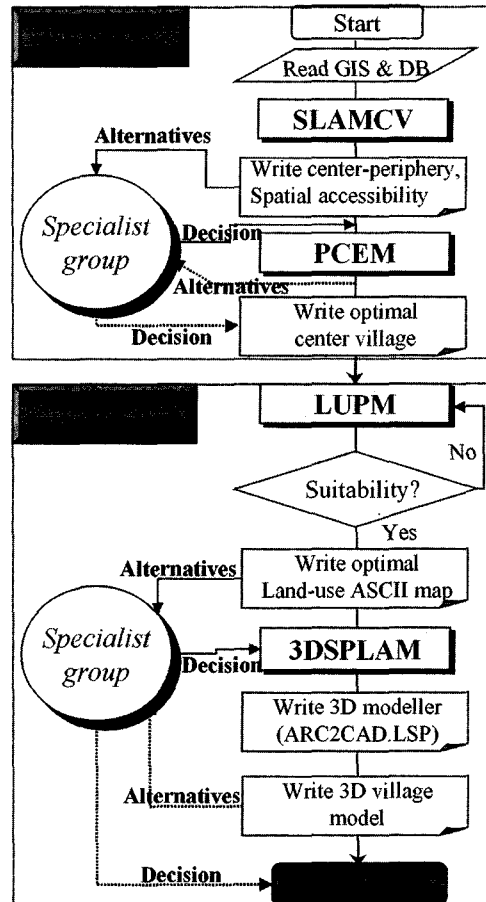 Start
Read GIS & DB
SLAMCV
Alternatives
Write center-periphery,
Spatial accessibility
Specialist
group
Decision
PCEM
Alternatives
Write optimal
center village
Decision
LUPM
No
Suitability?
Yes
Write optimal
Land-use ASCII map
Alternatives
Specialist
group
Decision
3DSPLAM
Write 3D modeller
(ARC2CAD.LSP)
Alternatives
Write 3D village
model
Decision